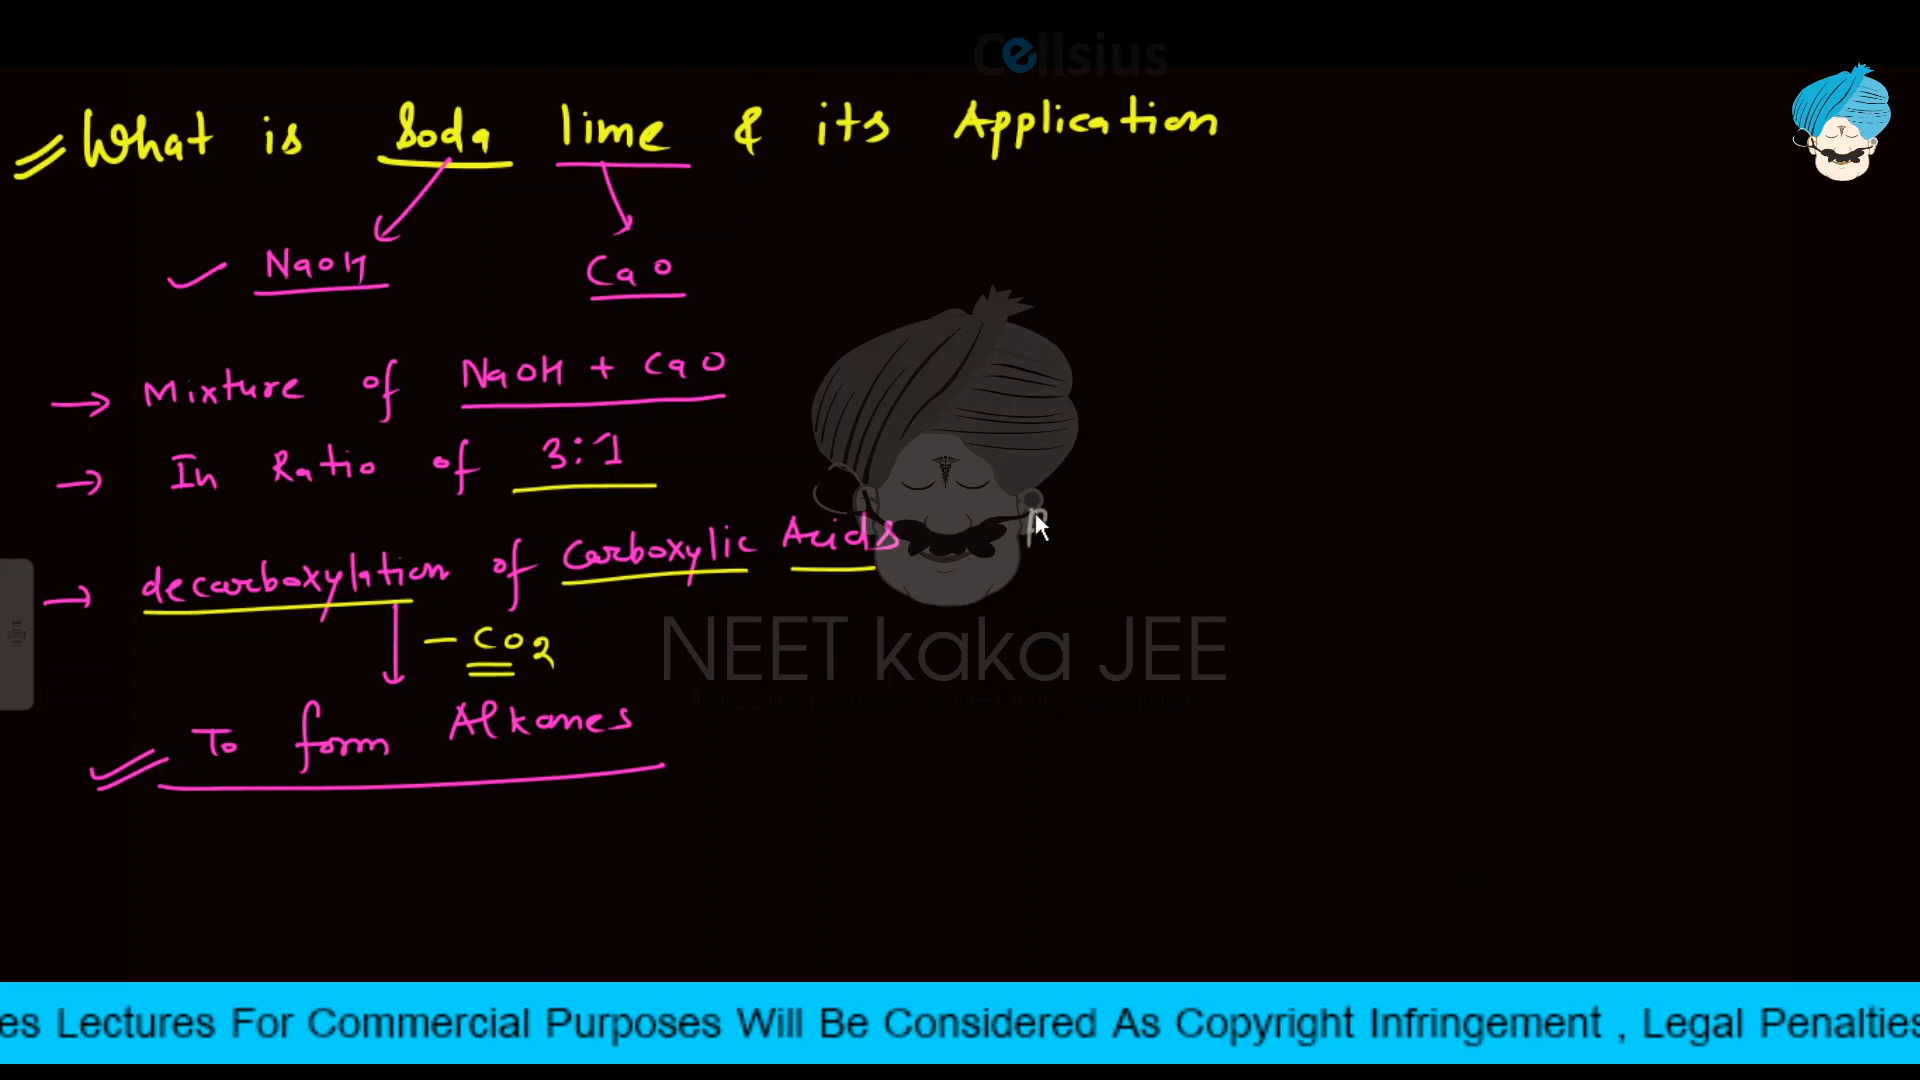 Cellsius
What is Soda lime & its Application
NaOH CaO
→ Mixture of NaOH + CaO
→ In Ratio of 3:1
→ decarboxylation of Carboxylic Acids
- CO2
To form Alkanes
NEET kaka JEE
es Lectures For Commercial Purposes Will Be Considered As Copyright Infringement , Legal Penalties